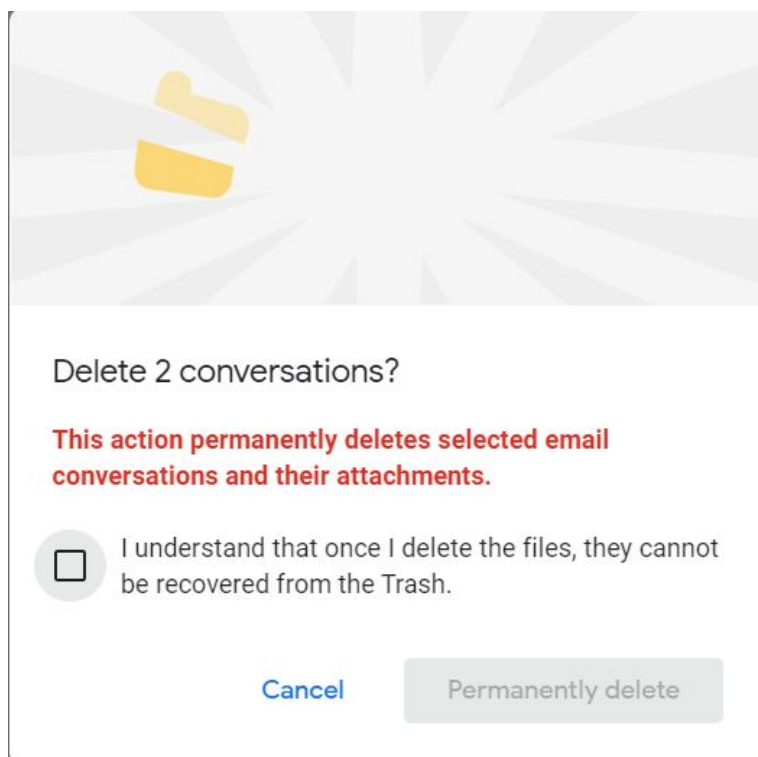 Delete 2 conversations?
This action permanently deletes selected email
conversations and their attachments.
I understand that once I delete the files, they cannot
be recovered from the Trash.
Cancel
Permanently delete